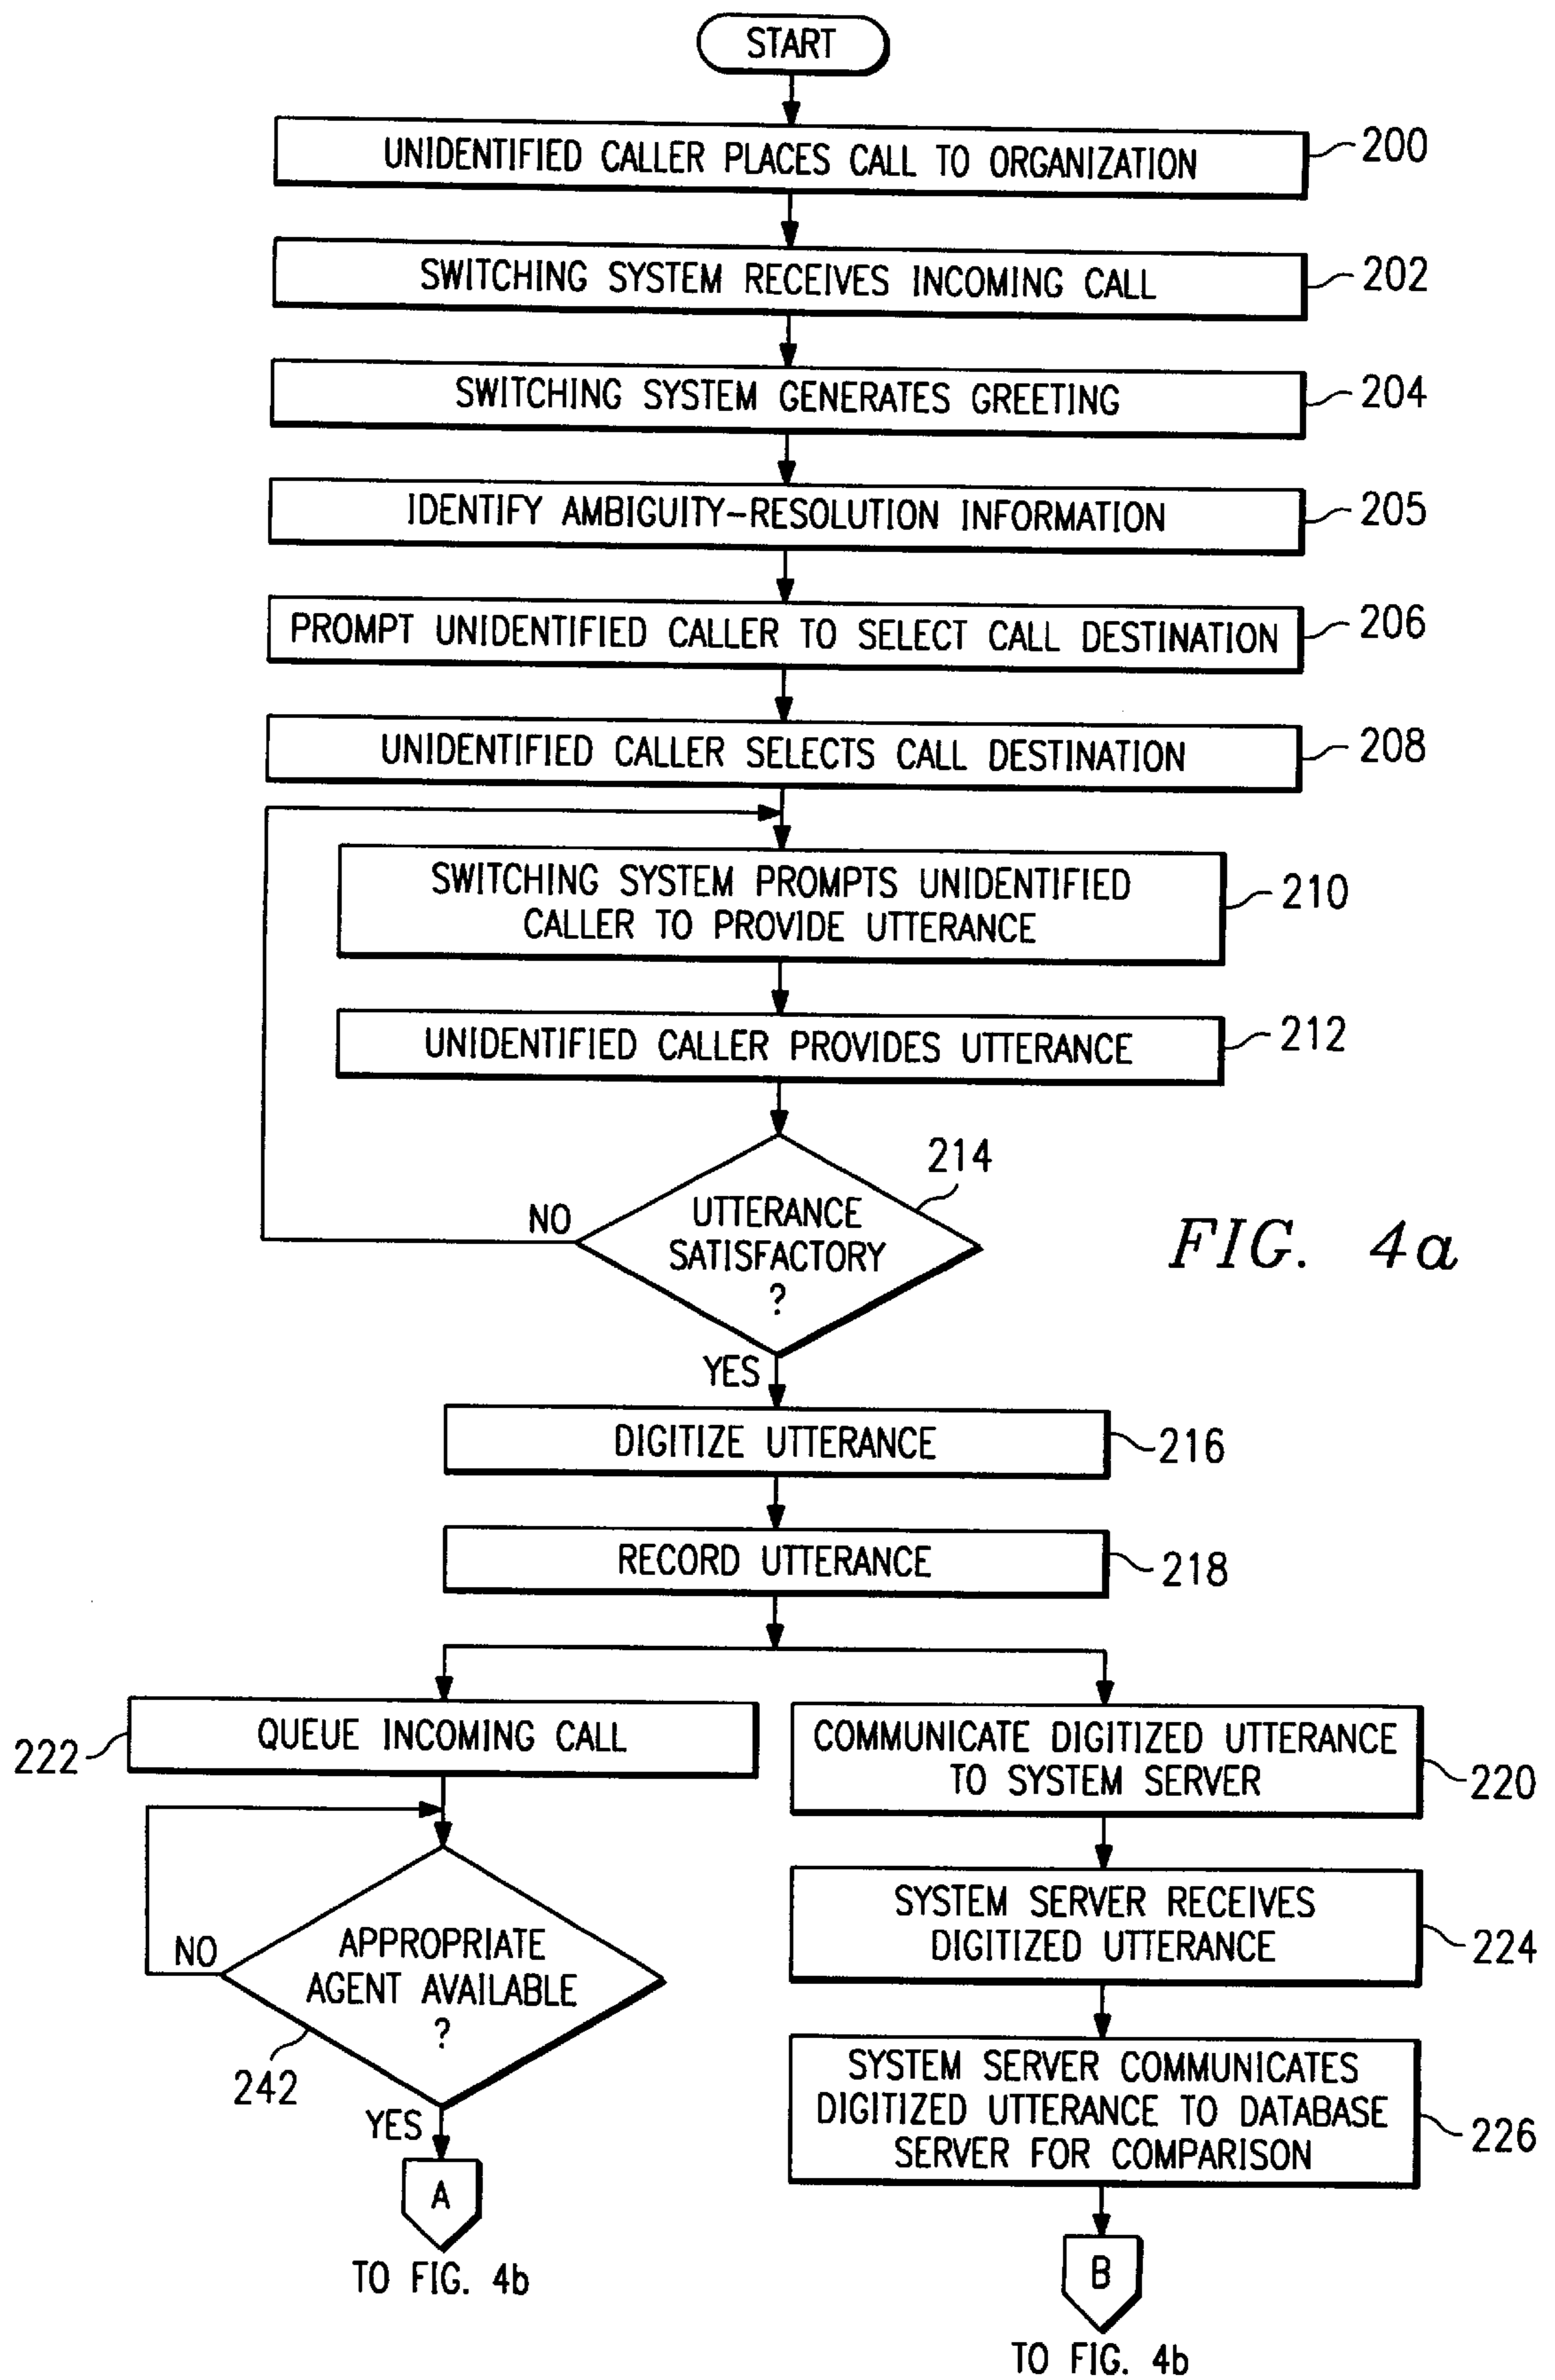 START
UNIDENTIFIED CALLER PLACES CALL TO ORGANIZATION
200
SWITCHING SYSTEM RECEIVES INCOMING CALL
202
SWITCHING SYSTEM GENERATES GREETING
204
IDENTIFY AMBIGUITY-RESOLUTION INFORMATION
205
PROMPT UNIDENTIFIED CALLER TO SELECT CALL DESTINATION
206
UNIDENTIFIED CALLER SELECTS CALL DESTINATION
208
SWITCHING SYSTEM PROMPTS UNIDENTIFIED
CALLER TO PROVIDE UTTERANCE
210
UNIDENTIFIED CALLER PROVIDES UTTERANCE
212
214
UTTERANCE
SATISFACTORY
?
NO
YES
FIG. 4a
DIGITIZE UTTERANCE
216
RECORD UTTERANCE
218
QUEUE INCOMING CALL
222
APPROPRIATE
AGENT AVAILABLE
?
NO
242
YES
A
TO FIG. 4b
COMMUNICATE DIGITIZED UTTERANCE
TO SYSTEM SERVER
220
SYSTEM SERVER RECEIVES
DIGITIZED UTTERANCE
224
SYSTEM SERVER COMMUNICATES
DIGITIZED UTTERANCE TO DATABASE
SERVER FOR COMPARISON
226
B
TO FIG. 4b